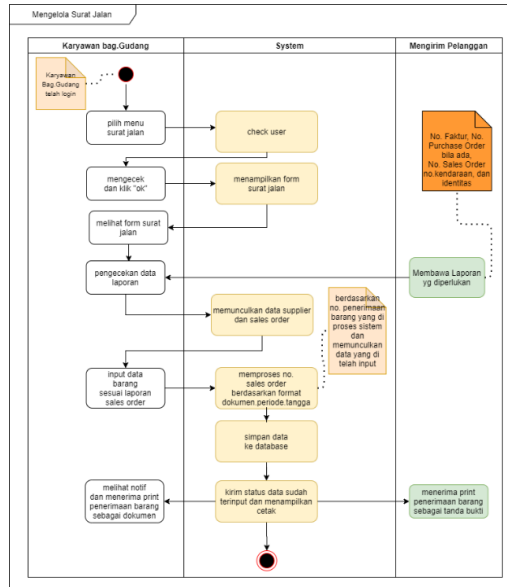 Mengelola Surat Jalan
Karyawan bag.Gudang
System
Mengirim Pelanggan
Karyawan
Bag.Gudang
telah login
pilih menu
surat jalan
check user
No. Faktur, No.
Purchase Order
bila ada,
No. Sales Order
no.kendaraan, dan
identitas
mengecek
dan klik "ok"
menampilkan form
surat jalan
melihat form surat
jalan
pengecekan data
laporan
Membawa Laporan
yg diperlukan
memunculkan data supplier
dan sales order
berdasarkan
no. penerimaan
barang yang di
proses sistem
dan
memunculkan
data yang di
telah input
input data
barang
sesuai laporan
sales order
memproses no.
sales order
berdasarkan format
dokumen.periode.tangga
simpan data
ke database
melihat notif
dan menerima print
penerimaan barang
sebagai dokumen
kirim status data sudah
terinput dan menampilkan
cetak
menerima print
penerimaan barang
sebagai tanda bukti